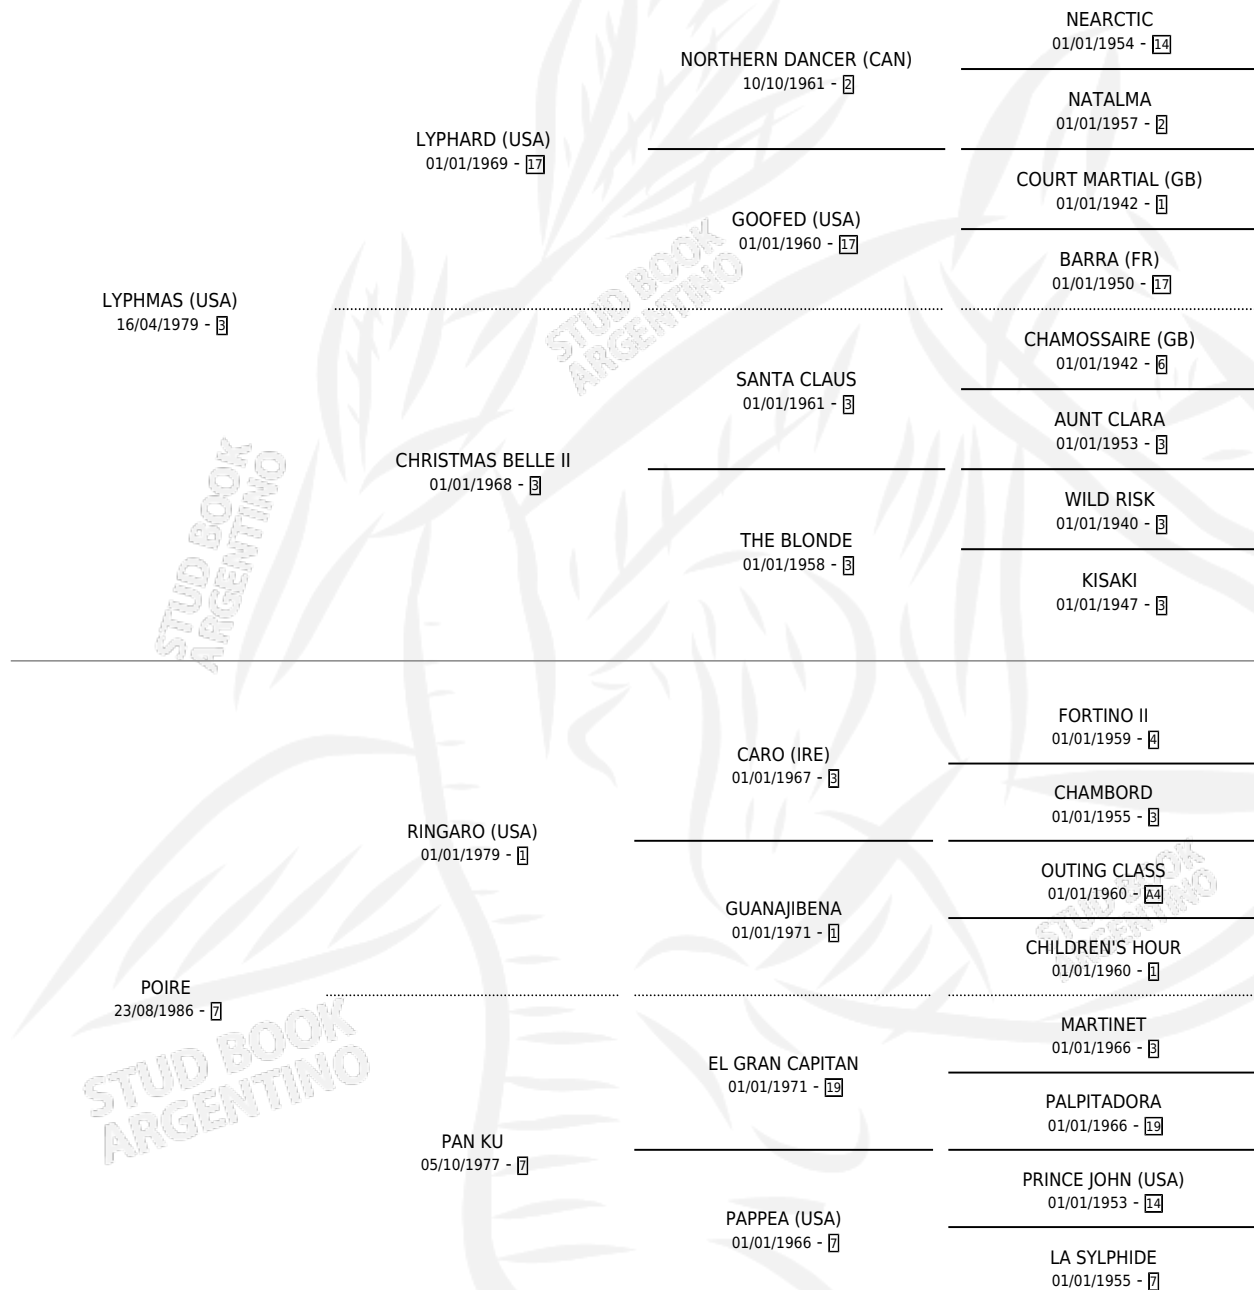 NEARCTIC
01/01/1954 - 14
NORTHERN DANCER (CAN)
10/10/1961 - 2
NATALMA
01/01/1957 - 2
LYPHARD (USA)
01/01/1969 - 17
COURT MARTIAL (GB)
01/01/1942 - 1
GOOFED (USA)
01/01/1960 - 17
BARRA (FR)
01/01/1950 - 17
LYPHMAS (USA)
16/04/1979 - 3
STUD BOOK
ARGENTINO
CHAMOSSAIRE (GB)
01/01/1942 - 6
SANTA CLAUS
01/01/1961 - 3
AUNT CLARA
01/01/1953 - 3
CHRISTMAS BELLE II
01/01/1968 - 3
WILD RISK
01/01/1940 - 3
THE BLONDE
01/01/1958 - 3
KISAKI
01/01/1947 - 3
STUD BOOK
ARGENTINO
FORTINO II
01/01/1959 - 4
CARO (IRE)
01/01/1967 - 3
CHAMBORD
01/01/1955 - 3
RINGARO (USA)
01/01/1979 - 1
OUTING CLASS
01/01/1960 - A4
GUANAJIBENA
01/01/1971 - 1
CHILDREN'S HOUR
01/01/1960 - 1
STUD BOOK
ARGENTINO
POIRE
23/08/1986 - 7
MARTINET
01/01/1966 - 3
EL GRAN CAPITAN
01/01/1971 - 19
PALPITADORA
01/01/1966 - 19
STUD BOOK
ARGENTINO
PAN KU
05/10/1977 - 7
PRINCE JOHN (USA)
01/01/1953 - 14
PAPPEA (USA)
01/01/1966 - 7
LA SYLPHIDE
01/01/1955 - 7